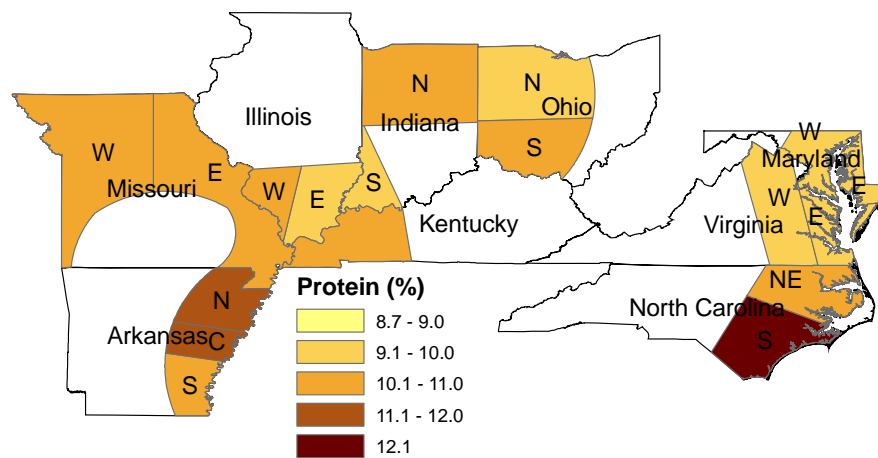 N
N
Ohio
Illinois
Indiana
W
Maryland
W
E
Missouri
S
W
E
S
E
W
E
Kentucky
Virginia
Protein (%)
8.7 - 9.0
9.1 - 10.0
10.1 - 11.0
11.1 - 12.0
12.1
NE
North Carolina
S
N
Arkansas
C
S